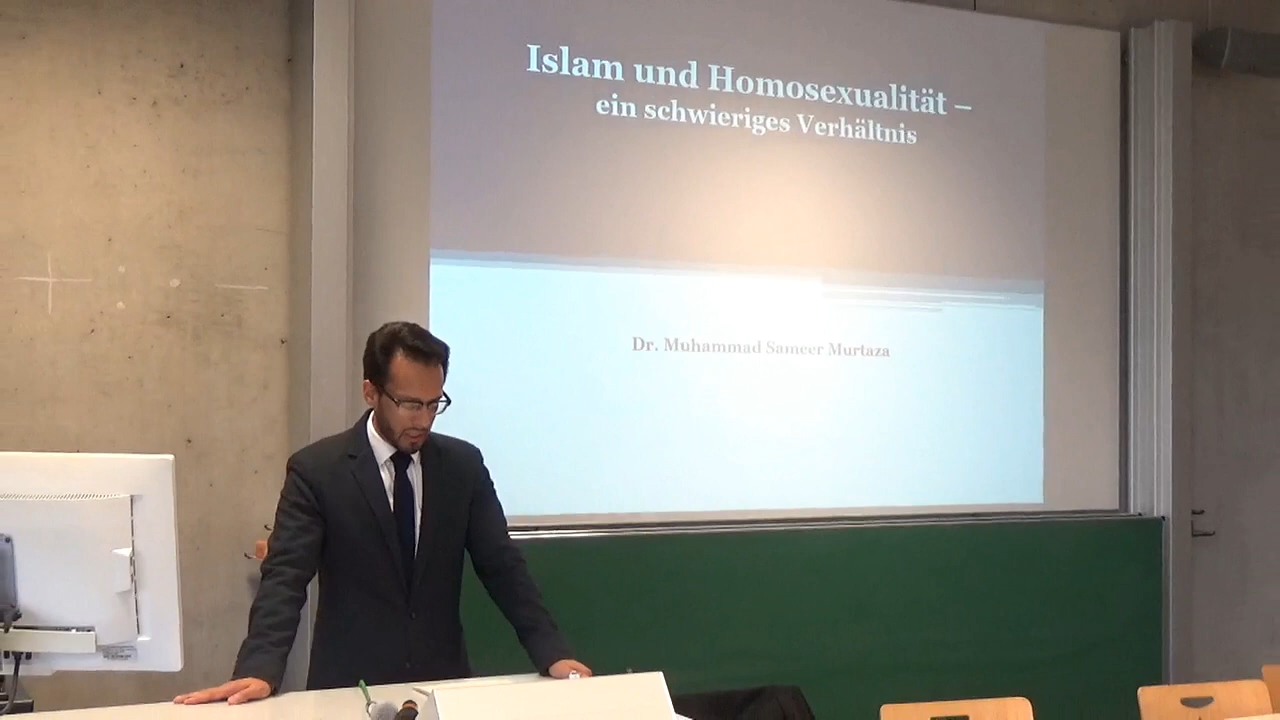 Islam und Homosexualität –
ein schwieriges Verhältnis
Dr. Muhammad Sameer Murtaza